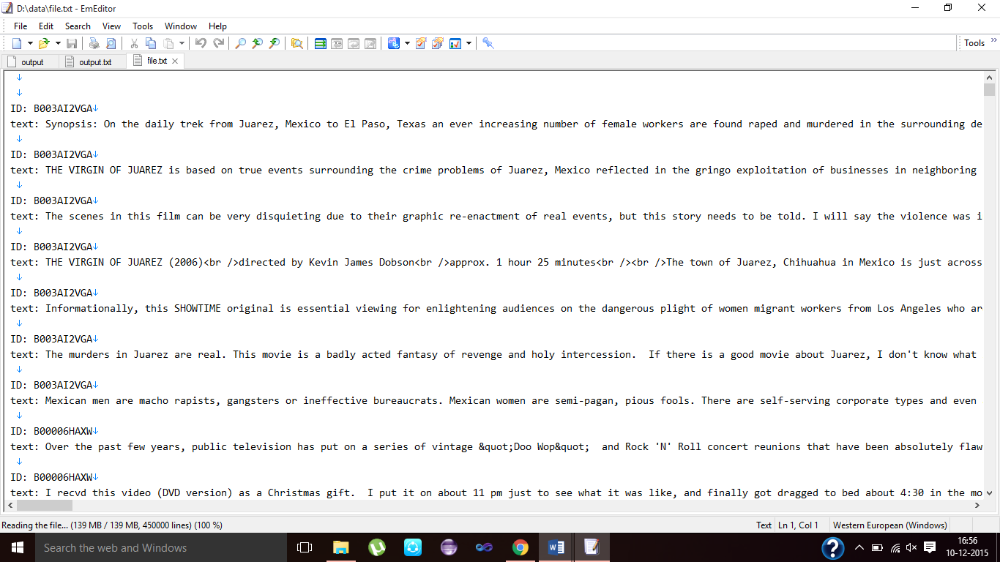 D:\data\file.txt - EmEditor
File Edit Search View Tools Window Help
Tools
output output.txt file.txt
ID: B003AI2VGA↓
text: Synopsis: On the daily trek from Juarez, Mexico to El Paso, Texas an ever increasing number of female workers are found raped and murdered in the surrounding de
ID: B003AI2VGA↓
text: THE VIRGIN OF JUAREZ is based on true events surrounding the crime problems of Juarez, Mexico reflected in the gringo exploitation of businesses in neighboring
ID: B003AI2VGA↓
text: The scenes in this film can be very disquieting due to their graphic re-enactment of real events, but this story needs to be told. I will say the violence was i
ID: B003AI2VGA↓
text: THE VIRGIN OF JUAREZ (2006)<br />directed by Kevin James Dobson<br />approx. 1 hour 25 minutes<br /><br />The town of Juarez, Chihuahua in Mexico is just across
ID: B003AI2VGA↓
text: Informationally, this SHOWTIME original is essential viewing for enlightening audiences on the dangerous plight of women migrant workers from Los Angeles who ar
ID: B003AI2VGA↓
text: The murders in Juarez are real. This movie is a badly acted fantasy of revenge and holy intercession.  If there is a good movie about Juarez, I don't know what
ID: B003AI2VGA↓
text: Mexican men are macho rapists, gangsters or ineffective bureaucrats. Mexican women are semi-pagan, pious fools. There are self-serving corporate types and even
ID: B00006HAXW↓
text: Over the past few years, public television has put on a series of vintage &quot;Doo Wop&quot;  and Rock 'N' Roll concert reunions that have been absolutely flaw
ID: B00006HAXW↓
text: I recvd this video (DVD version) as a Christmas gift.  I put it on about 11 pm just to see what it was like, and finally got dragged to bed about 4:30 in the mo
Reading the file... (139 MB / 139 MB, 450000 lines) (100 %) Text Ln 1, Col 1 Western European (Windows)
Search the web and Windows
16:56
10-12-2015